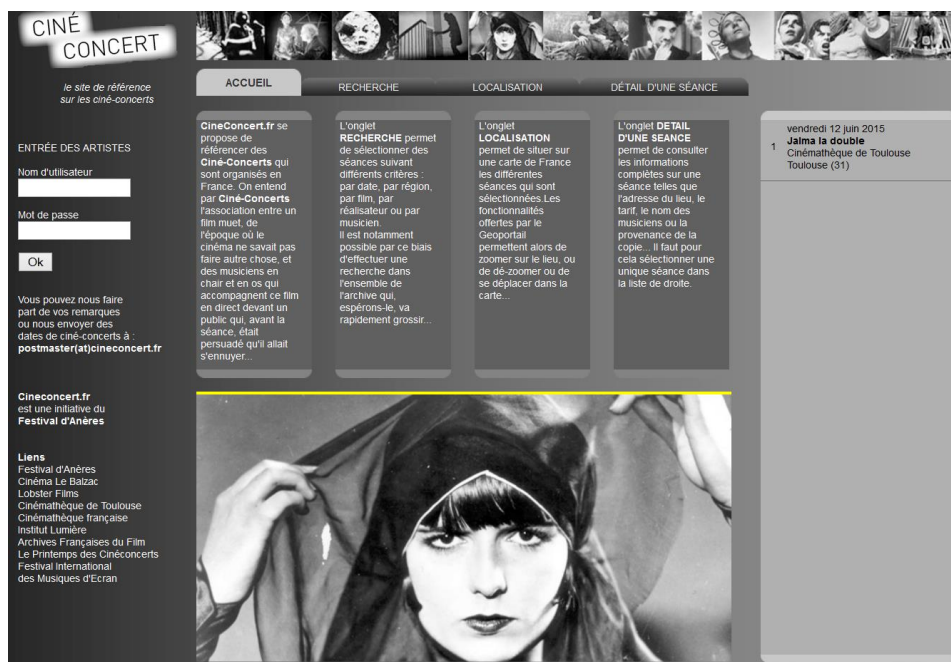 CINÉ
CONCERT
le site de référence
sur les ciné-concerts
ENTRÉE DES ARTISTES
Nom d'utilisateur
Mot de passe
Ok
Vous pouvez nous faire
part de vos remarques
ou nous envoyer des
dates de ciné-concerts à :
postmaster(at)cineconcert.fr
Cineconcert.fr
est une initiative du
Festival d'Anères
Liens
Festival d'Anères
Cinéma Le Balzac
Lobster Films
Cinémathèque de Toulouse
Cinémathèque française
Institut Lumière
Archives Françaises du Film
Le Printemps des Cinéconcerts
Festival International
des Musiques d'Ecran
ACCUEIL
RECHERCHE
LOCALISATION
DÉTAIL D'UNE SÉANCE
CineConcert.fr se
propose de
référencer des
Ciné-Concerts qui
sont organisés en
France. On entend
par Ciné-Concerts
l'association entre un
film muet, de
l'époque où le
cinéma ne savait pas
faire autre chose, et
des musiciens en
chair et en os qui
accompagnent ce film
en direct devant un
public qui, avant la
séance, était
persuadé qu'il allait
s'ennuyer...
L'onglet
RECHERCHE permet
de sélectionner des
séances suivant
différents critères :
par date, par région,
par film, par
réalisateur ou par
musicien.
Il est notamment
possible par ce biais
d'effectuer une
recherche dans
l'ensemble de
l'archive qui,
espérons-le, va
rapidement grossir...
L'onglet
LOCALISATION
permet de situer sur
une carte de France
les différentes
séances qui sont
sélectionnées.Les
fonctionnalités
offertes par le
Geoportail
permettent alors de
zoomer sur le lieu, ou
de dé-zoomer ou de
se déplacer dans la
carte...
L'onglet DETAIL
D'UNE SEANCE
permet de consulter
les informations
complètes sur une
séance telles que
l'adresse du lieu, le
tarif, le nom des
musiciens ou la
provenance de la
copie... Il faut pour
cela sélectionner une
unique séance dans
la liste de droite.
vendredi 12 juin 2015
1
Jalma la double
Cinémathèque de Toulouse
Toulouse (31)